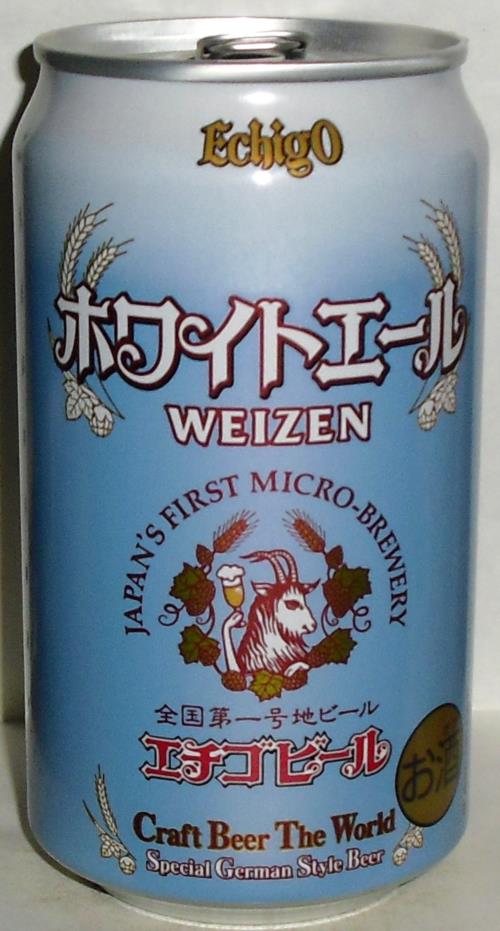 EchigO
ホワイトエール
WEIZEN
JAPAN'S FIRST MICRO-BREWERY
全国第一号地ビール
エチゴビール
お酒
Craft Beer The World
Special German Style Beer